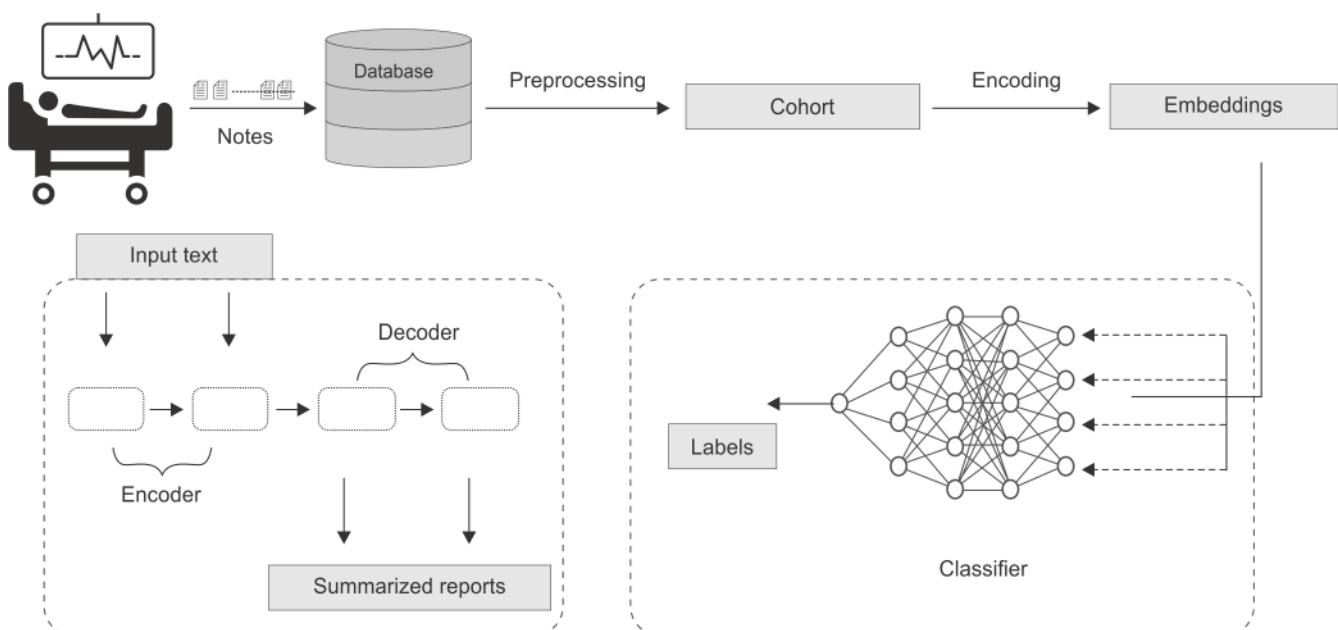 Database
Preprocessing
Encoding
Cohort
Embeddings
Notes
Input text
Decoder
Encoder
Summarized reports
Labels
Classifier